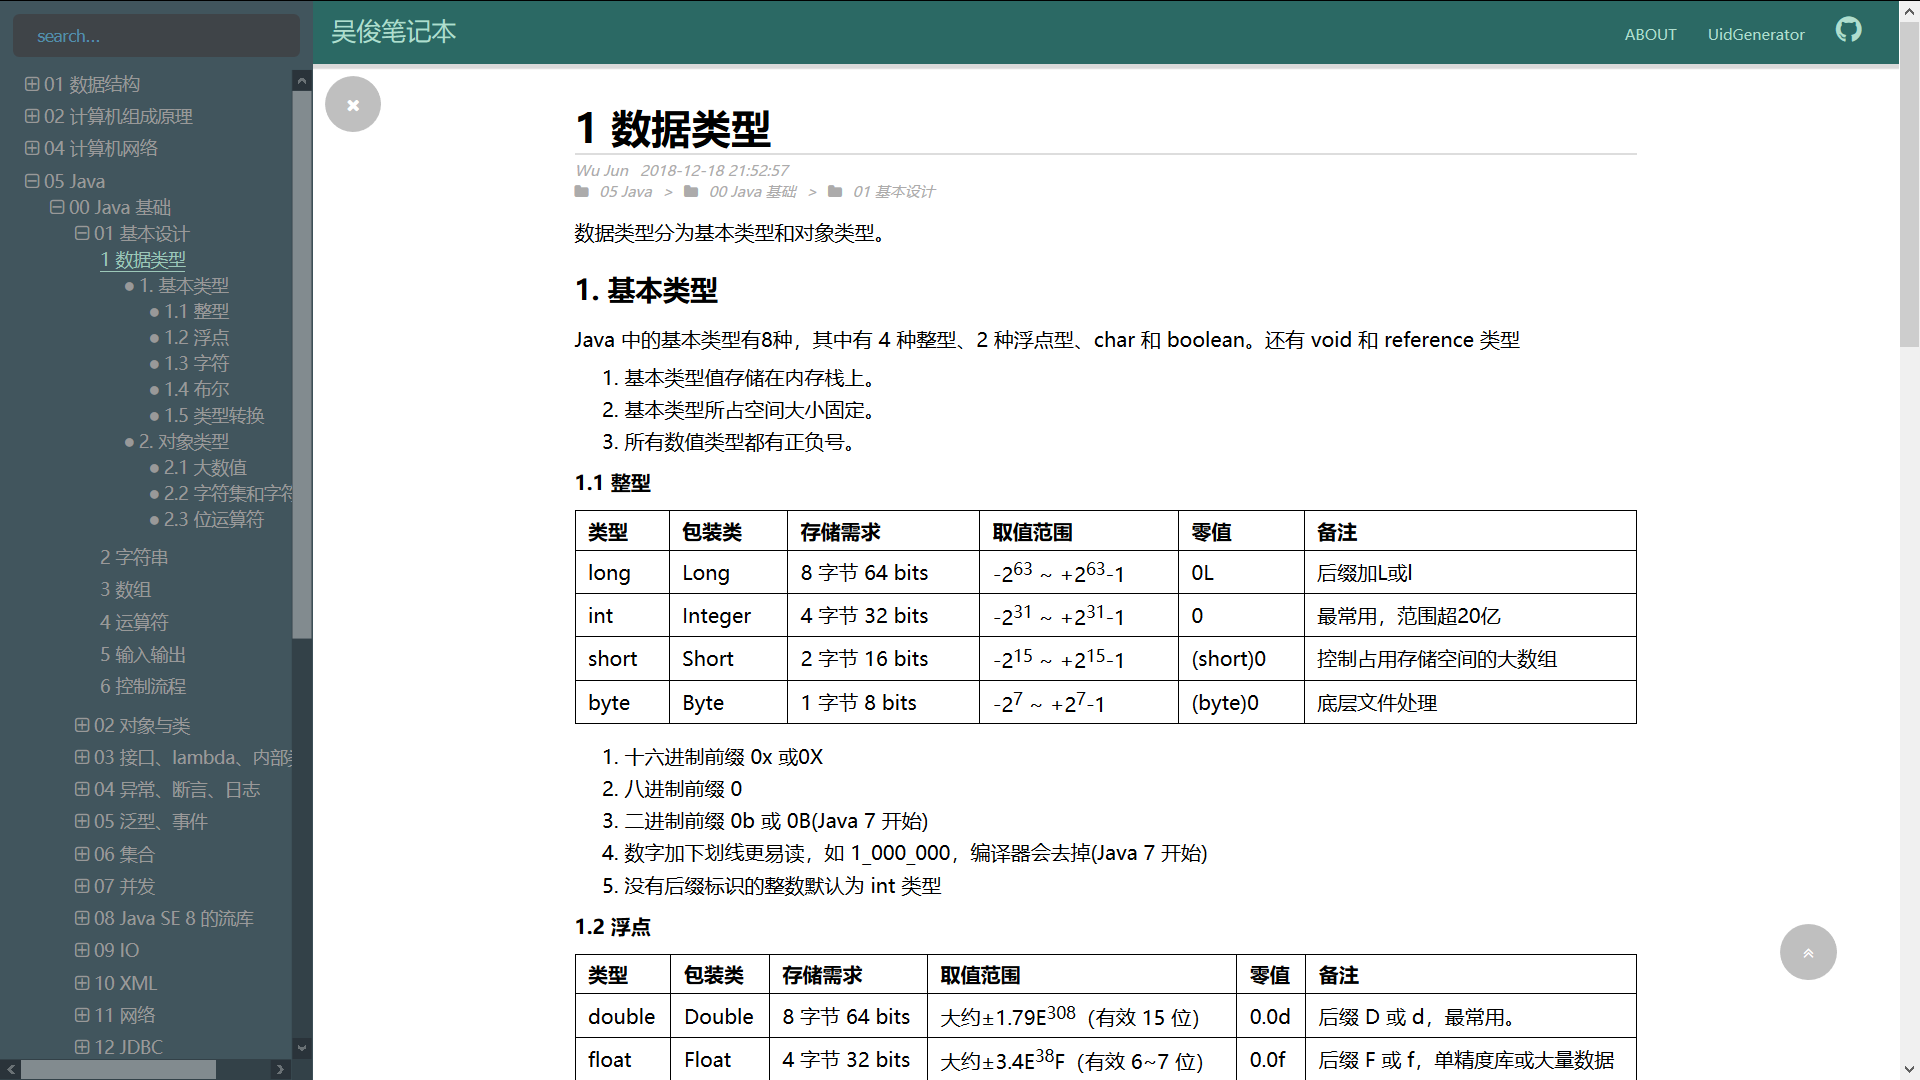 search...
01 数据结构
02 计算机组成原理
04 计算机网络
05 Java
00 Java 基础
01 基本设计
1 数据类型
1. 基本类型
1.1 整型
1.2 浮点
1.3 字符
1.4 布尔
1.5 类型转换
2. 对象类型
2.1 大数值
2.2 字符集和字符
2.3 位运算符
2 字符串
3 数组
4 运算符
5 输入输出
6 控制流程
02 对象与类
03 接口、lambda、内部类
04 异常、断言、日志
05 泛型、事件
06 集合
07 并发
08 Java SE 8 的流库
09 IO
10 XML
11 网络
12 JDBC
吴俊笔记本
ABOUT UidGenerator
1 数据类型
Wu Jun 2018-12-18 21:52:57
05 Java > 00 Java 基础 > 01 基本设计
数据类型分为基本类型和对象类型。
1. 基本类型
Java 中的基本类型有8种，其中有 4 种整型、2 种浮点型、char 和 boolean。还有 void 和 reference 类型
1. 基本类型值存储在内存栈上。
2. 基本类型所占空间大小固定。
3. 所有数值类型都有正负号。
1.1 整型
类型 包装类 存储需求 取值范围 零值 备注
long Long 8 字节 64 bits -2^63 ~ +2^63-1 0L 后缀加L或l
int Integer 4 字节 32 bits -2^31 ~ +2^31-1 0 最常用，范围超20亿
short Short 2 字节 16 bits -2^15 ~ +2^15-1 (short)0 控制占用存储空间的大数组
byte Byte 1 字节 8 bits -2^7 ~ +2^7-1 (byte)0 底层文件处理
1. 十六进制前缀 0x 或0X
2. 八进制前缀 0
3. 二进制前缀 0b 或 0B(Java 7 开始)
4. 数字加下划线更易读，如 1_000_000，编译器会去掉(Java 7 开始)
5. 没有后缀标识的整数默认为 int 类型
1.2 浮点
类型 包装类 存储需求 取值范围 零值 备注
double Double 8 字节 64 bits 大约±1.79E^308（有效 15 位） 0.0d 后缀 D 或 d，最常用。
float Float 4 字节 32 bits 大约±3.4E^38F（有效 6~7 位） 0.0f 后缀 F 或 f，单精度库或大量数据